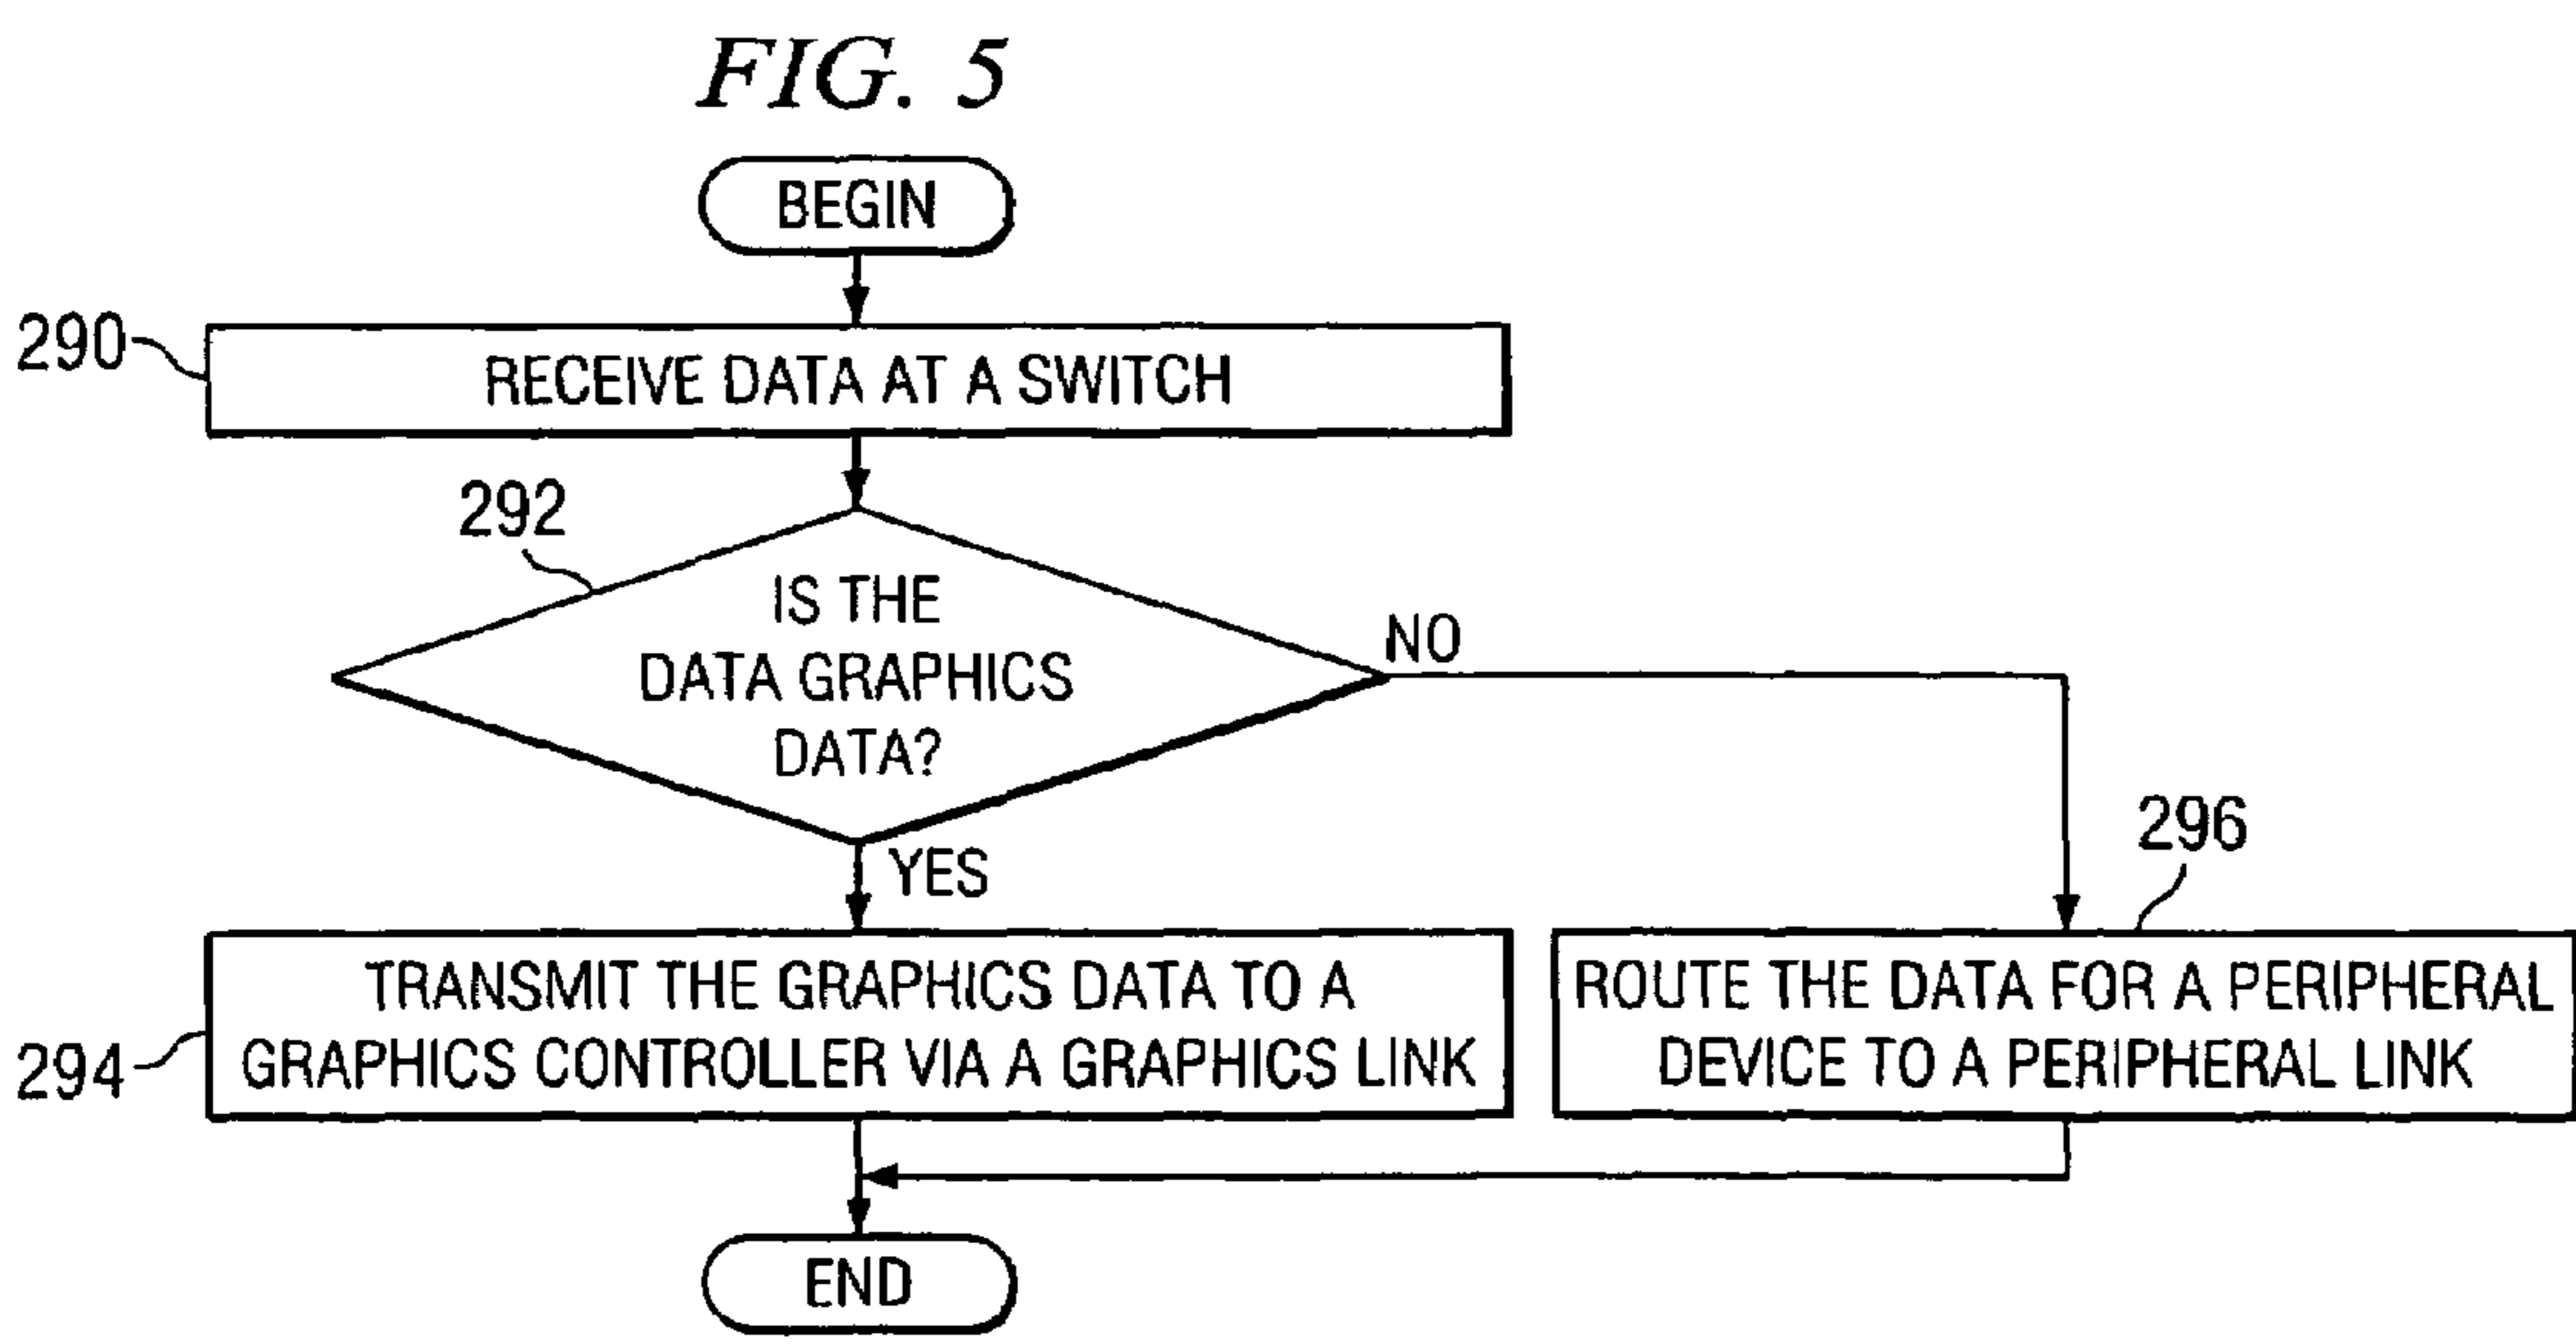 FIG. 5
BEGIN
290
RECEIVE DATA AT A SWITCH
292
IS THE
DATA GRAPHICS
DATA?
NO
YES
296
294
TRANSMIT THE GRAPHICS DATA TO A
GRAPHICS CONTROLLER VIA A GRAPHICS LINK
ROUTE THE DATA FOR A PERIPHERAL
DEVICE TO A PERIPHERAL LINK
END